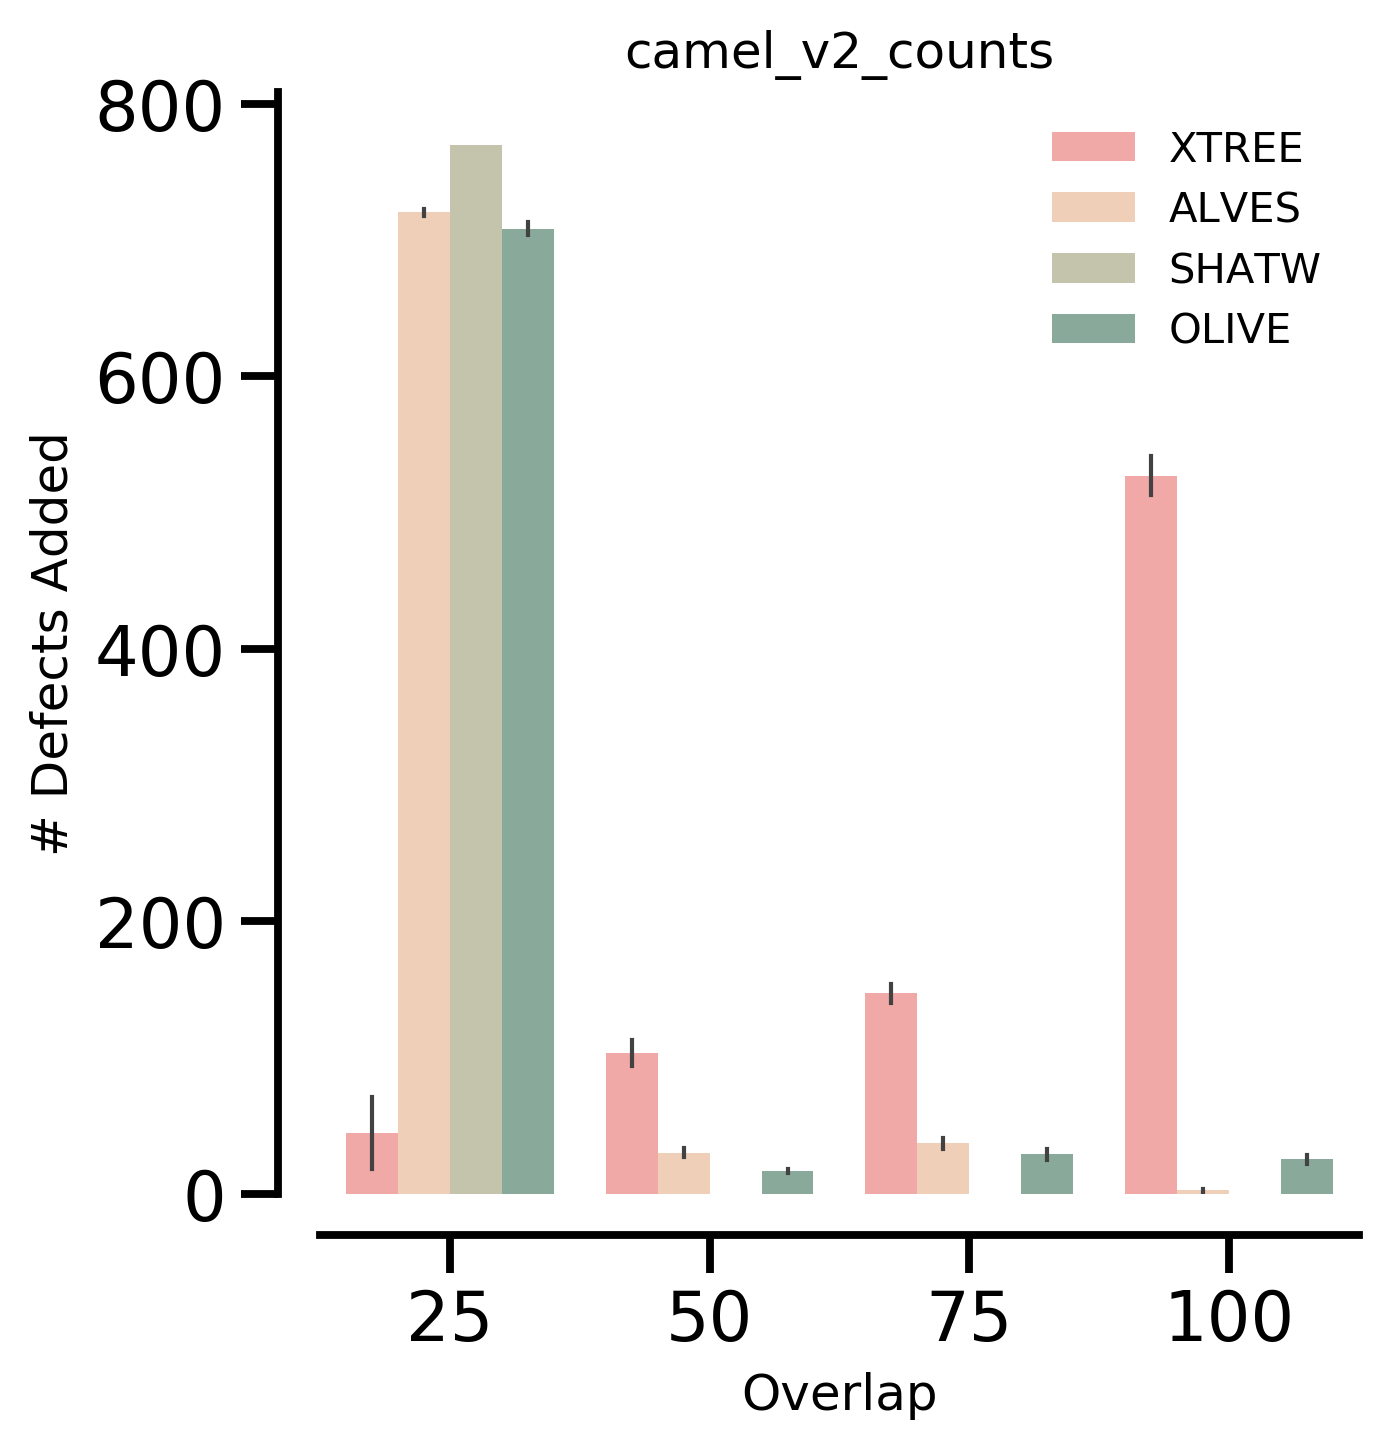 camel_v2_counts
800
600
400
200
0
# Defects Added
XTREE
ALVES
SHATW
OLIVE
25 50 75 100
Overlap